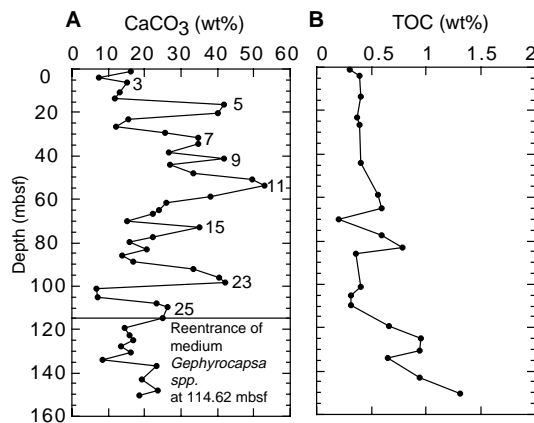 A CaCO3 (wt%) B TOC (wt%)
0 10 20 30 40 50 60 0 0.5 1 1.5 2
0
20
40
60
80
100
120
140
160
Depth (mbsf)
3
5
7
9
11
15
23
25
Reentrance of
medium
Gephyrocapsa
spp.
at 114.62 mbsf